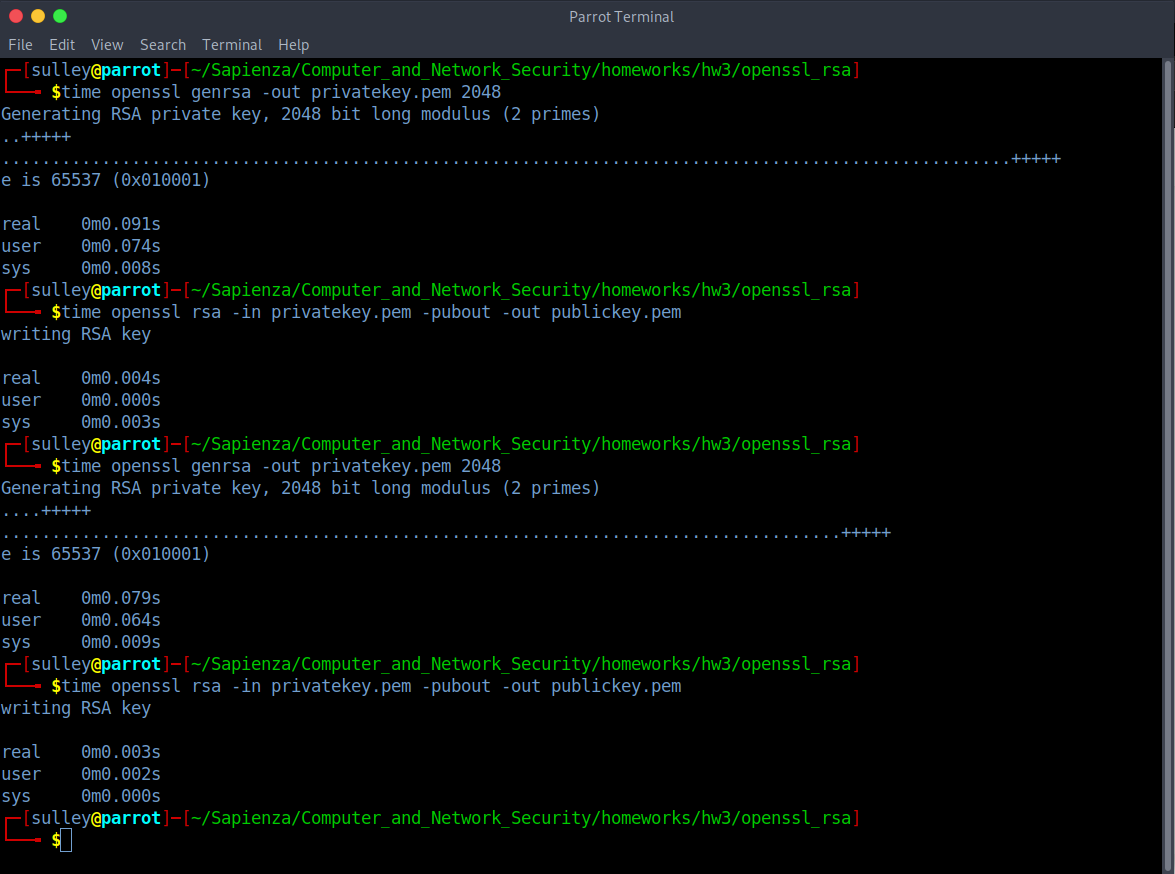 Parrot Terminal
File Edit View Search Terminal Help
┌─[sulley@parrot]─[~/Sapienza/Computer_and_Network_Security/homeworks/hw3/openssl_rsa]
└──╼ $time openssl genrsa -out privatekey.pem 2048
Generating RSA private key, 2048 bit long modulus (2 primes)
..+++++
.....................................................................................................+++++
e is 65537 (0x010001)

real    0m0.091s
user    0m0.074s
sys     0m0.008s
┌─[sulley@parrot]─[~/Sapienza/Computer_and_Network_Security/homeworks/hw3/openssl_rsa]
└──╼ $time openssl rsa -in privatekey.pem -pubout -out publickey.pem
writing RSA key

real    0m0.004s
user    0m0.000s
sys     0m0.003s
┌─[sulley@parrot]─[~/Sapienza/Computer_and_Network_Security/homeworks/hw3/openssl_rsa]
└──╼ $time openssl genrsa -out privatekey.pem 2048
Generating RSA private key, 2048 bit long modulus (2 primes)
....+++++
....................................................................................+++++
e is 65537 (0x010001)

real    0m0.079s
user    0m0.064s
sys     0m0.009s
┌─[sulley@parrot]─[~/Sapienza/Computer_and_Network_Security/homeworks/hw3/openssl_rsa]
└──╼ $time openssl rsa -in privatekey.pem -pubout -out publickey.pem
writing RSA key

real    0m0.003s
user    0m0.002s
sys     0m0.000s
┌─[sulley@parrot]─[~/Sapienza/Computer_and_Network_Security/homeworks/hw3/openssl_rsa]
└──╼ $